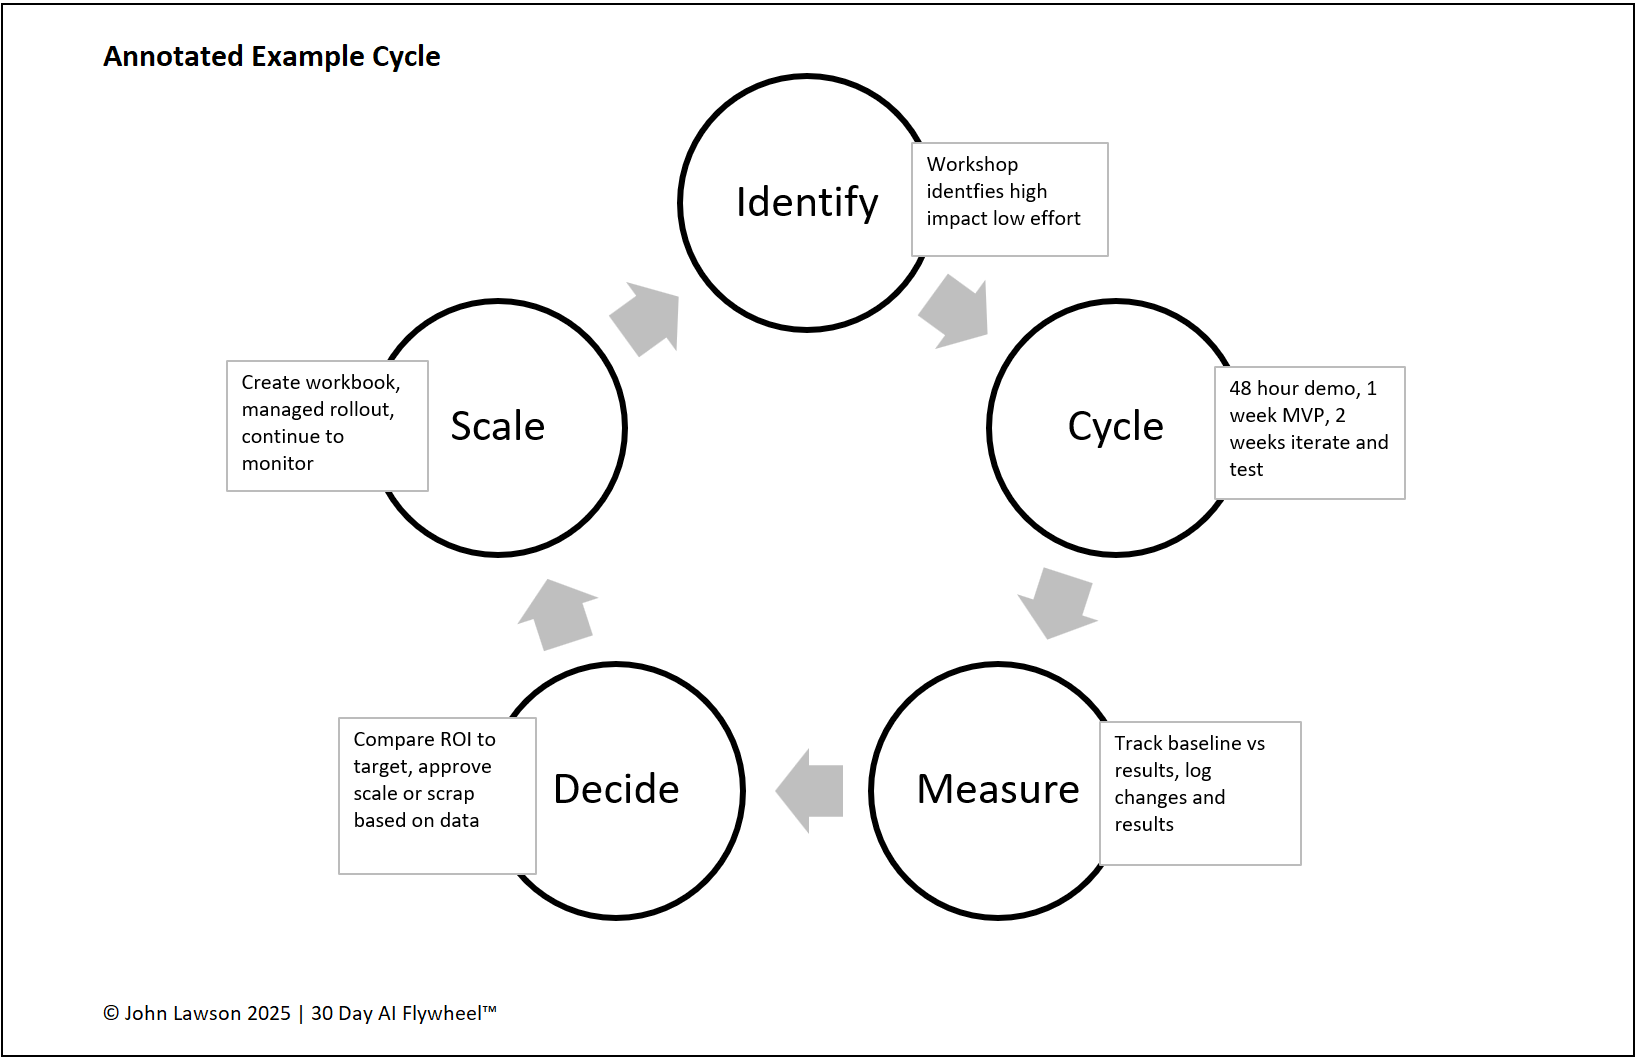 Annotated Example Cycle
Identify
Workshop
identfies high
impact low effort
Cycle
48 hour demo, 1
week MVP, 2
weeks iterate and
test
Measure
Track baseline vs
results, log
changes and
results
Decide
Compare ROI to
target, approve
scale or scrap
based on data
Scale
Create workbook,
managed rollout,
continue to
monitor
© John Lawson 2025 | 30 Day AI Flywheel™